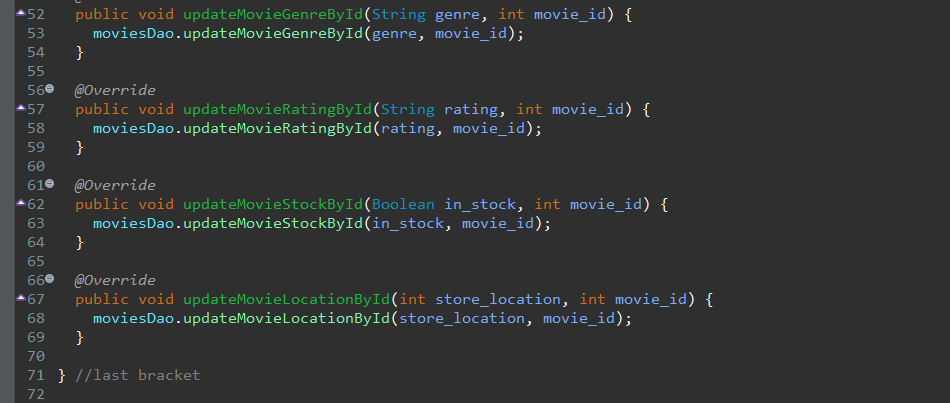 52 public void updateMovieGenreById(String genre, int movie_id) {
53 moviesDao.updateMovieGenreById(genre, movie_id);
54 }
55
56 @Override
57 public void updateMovieRatingById(String rating, int movie_id) {
58 moviesDao.updateMovieRatingById(rating, movie_id);
59 }
60
61 @Override
62 public void updateMovieStockById(Boolean in_stock, int movie_id) {
63 moviesDao.updateMovieStockById(in_stock, movie_id);
64 }
65
66 @Override
67 public void updateMovieLocationById(int store_location, int movie_id) {
68 moviesDao.updateMovieLocationById(store_location, movie_id);
69 }
70
71 } //last bracket
72